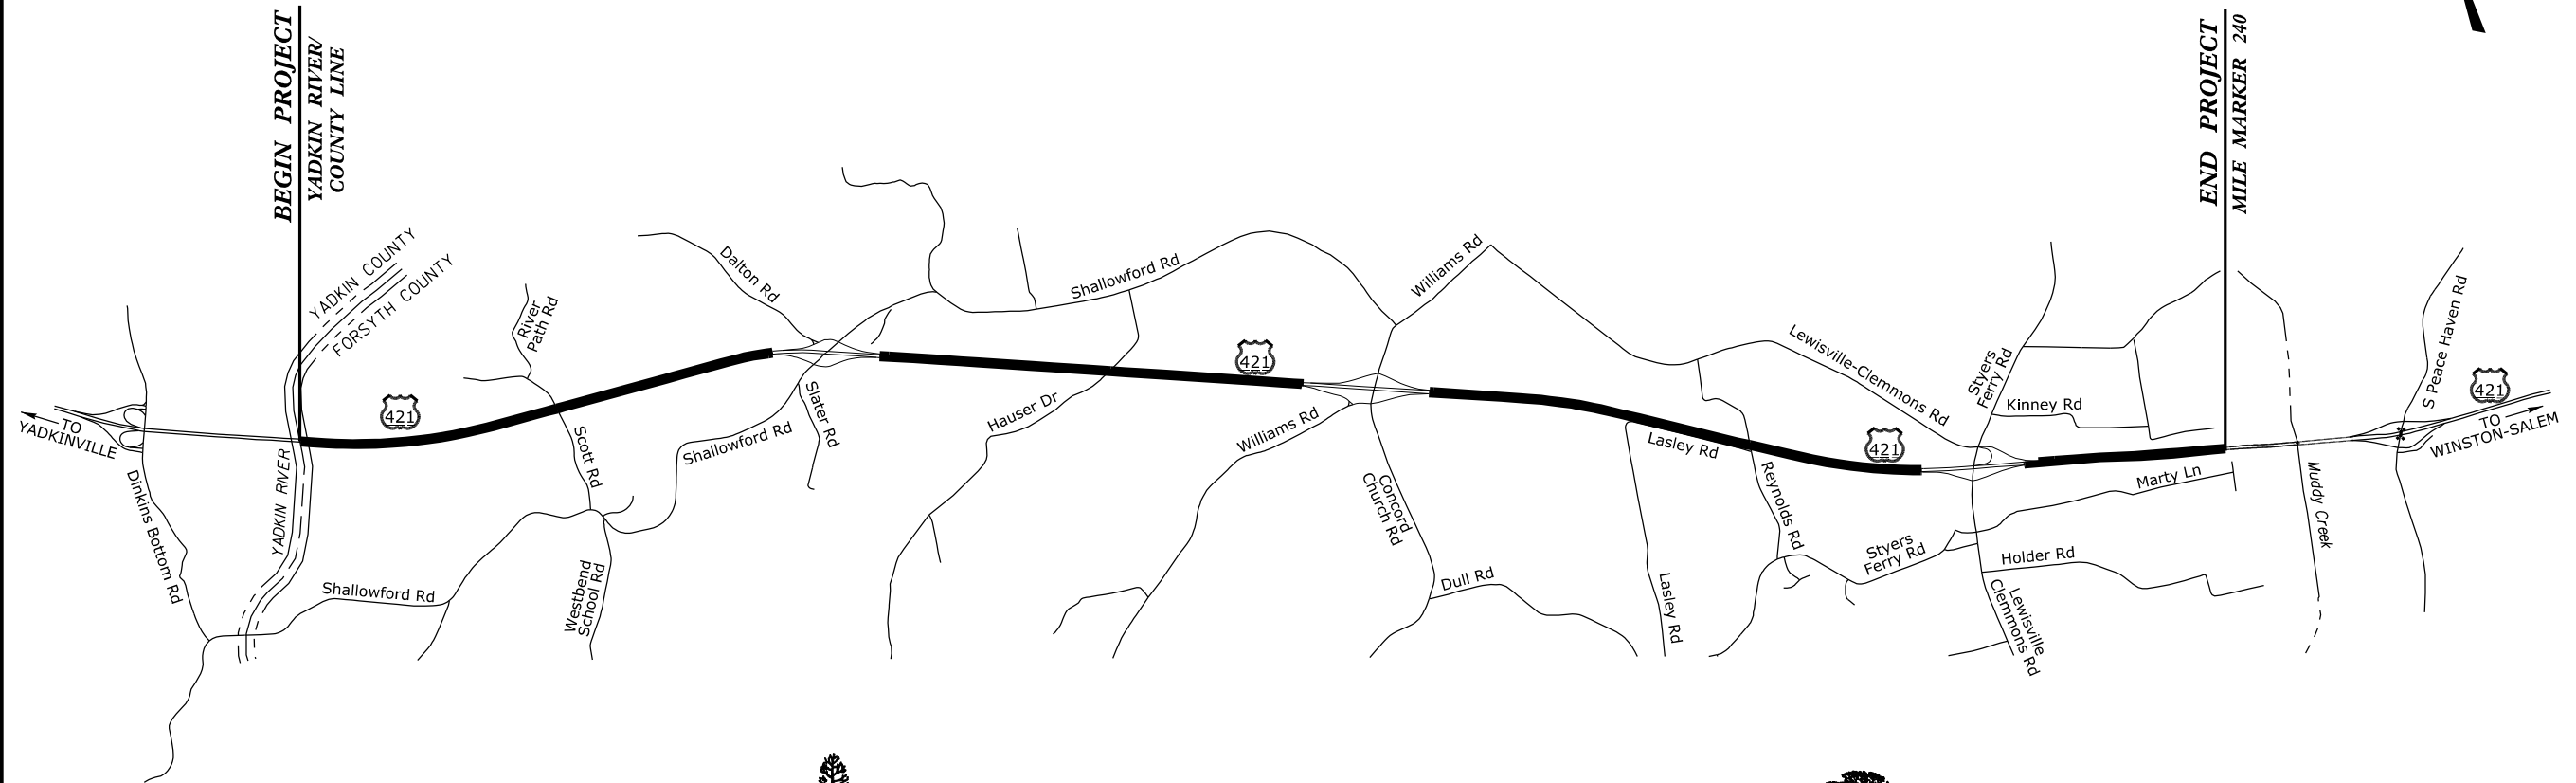 BEGIN PROJECT
YADKIN RIVER/
COUNTY LINE
END PROJECT
MILE MARKER 240
YADKIN COUNTY
FORSYTH COUNTY
TO
YADKINVILLE
421
Dinkins Bottom Rd
YADKIN RIVER
Shallowford Rd
River
Path Rd
Scott Rd
Westbend
School Rd
Dalton Rd
Shallowford Rd
Slater Rd
Shallowford Rd
Hauser Dr
421
Williams Rd
Williams Rd
Concord
Church Rd
Dull Rd
Lasley Rd
Lasley Rd
Reynolds Rd
Lewisville-Clemmons Rd
421
Styers
Ferry Rd
Styers
Ferry Rd
Kinney Rd
Marty Ln
Holder Rd
Lewisville
Clemmons Rd
Muddy Creek
S Peace Haven Rd
421
TO
WINSTON-SALEM